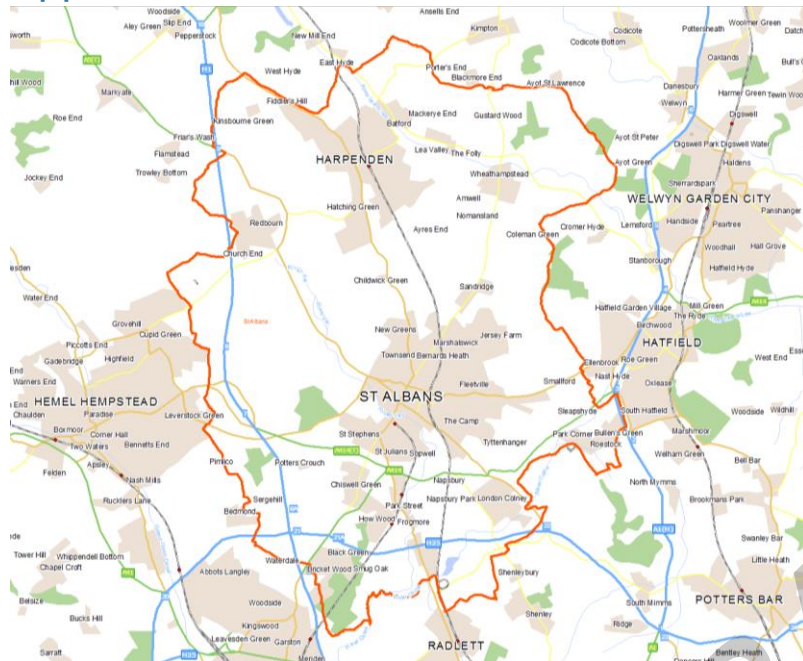 Woodside
Aley Green Slip End
Pepperstock
New Mill End
Ansells End
Kimpton
Codicote
Codicote Bottom
Pottersheath
Woolmer Green
Oaklands
M1
East Hyde
West Hyde
Porter's End
Blackmore End
Ayot St Lawrence
Danesbury
Welwyn
Harmer Green
Markyate
Fiddler's Hill
Kinsbourne Green
Batford
Mackerye End
Gustard Wood
Digswell
Roe End
Friar's Wash
Ayot St Peter
Digswell Park Digswell Water
Flamstead
HARPENDEN
Lea Valley
The Folly
Ayot Green
Haldens
Jockey End
Trowley Bottom
Wheathampstead
Sherrardspark
WELWYN GARDEN CITY
Hatching Green
Amwell
Nomansland
Lemsford
Handside
Peartree
Panshanger
Redbourn
Ayres End
Coleman Green
Cromer Hyde
Woodhall
Hall Grove
Church End
Stanborough
Hatfield Hyde
Childwick Green
Water End
Sandridge
Mill Green
A414
Hatfield Garden Village
The Ryde
Grovehill
StAlbans
New Greens
Birchwood
Piccotts End
Cupid Green
Jersey Farm
Marshalswick
HATFIELD
Gadebridge
Highfield
Townsend Bernards Heath
Ellenbrook
Roe Green
West End
Warners End
Nast Hyde
HEMEL HEMPSTEAD
Fleetville
Smallford
Oxlease
Chaulden
Paradise
Leverstock Green
ST ALBANS
Sleapshyde
South Hatfield
Woodside
Wildhill
Boxmoor
Corner Hall
The Camp
Two Waters
Bennetts End
St Stephens
Park Corner
Bullen's Green
Roestock
Marshmoor
Tyttenhanger
St Julians
Sopwell
Felden
Apsley
Pimlico
Potters Crouch
Welham Green
Bell Bar
Nash Mills
Chiswell Green
Napsbury
North Mymms
Rucklers Lane
Sergehill
Park Street
Napsbury Park
London Colney
Brookmans Park
Bedmond
How Wood
Frogmore
A1(M)
Swanley Bar
Tower Hill
Whippendell Bottom
Black Green
M25
Little Heath
Chapel Croft
Waterdale
Bricket Wood
Smug Oak
Abbots Langley
Shenleybury
Belsize
Woodside
South Mimms
POTTERS BAR
Bucks Hill
Kingswood
Shenley
Ridge
Sarratt
Leavesden Green
Garston
RADLETT
Bentley Heath
Meriden